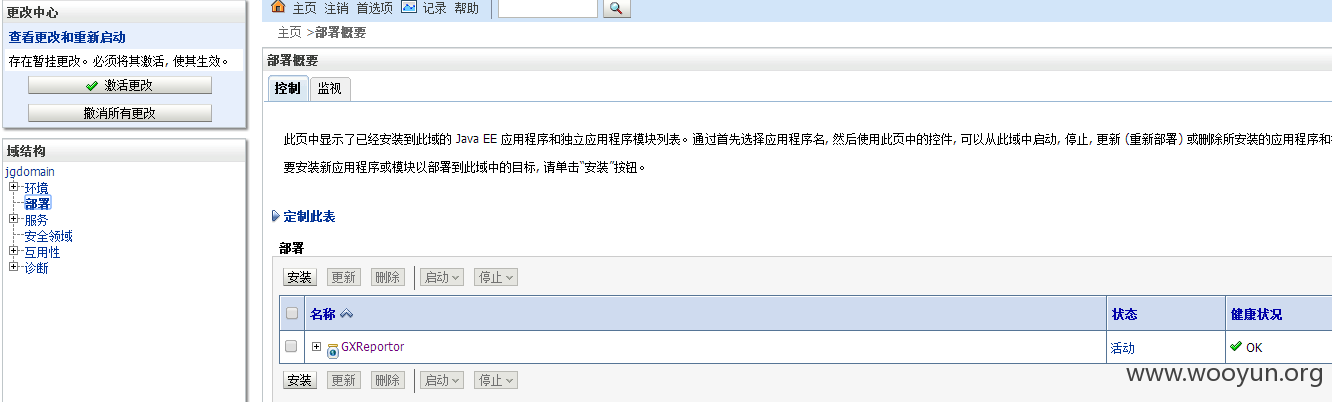 更改中心
查看更改和重新启动
存在暂挂更改。必须将其激活, 使其生效。
激活更改
撤消所有更改
域结构
jgdomain
环境
部署
服务
安全领域
互用性
诊断
主页 注销 首选项 记录 帮助
主页 >部署概要
部署概要
控制 监视
此页中显示了已经安装到此域的 Java EE 应用程序和独立应用程序模块列表。通过首先选择应用程序名, 然后使用此页中的控件, 可以从此域中启动, 停止, 更新 (重新部署) 或删除所安装的应用程序和
要安装新应用程序或模块以部署到此域中的目标, 请单击"安装"按钮。
定制此表
部署
安装 更新 删除 启动 停止
名称 状态 健康状况
GXReportor 活动 OK
安装 更新 删除 启动 停止
www.wooyun.org